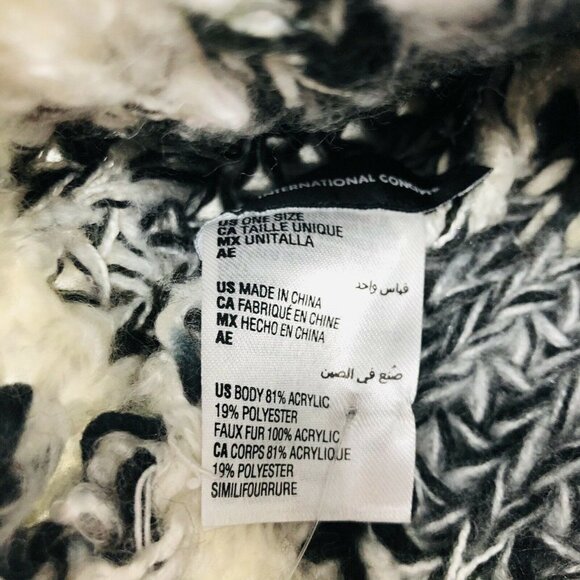 INTERNATIONAL
US ONE SIZE
CA TAILLE UNIQUE
MX UNITALLA
AE
قياس واحد
US MADE IN CHINA
CA FABRIQUÉ EN CHINE
MX HECHO EN CHINA
AE
صنع في الصين
US BODY 81% ACRYLIC
19% POLYESTER
FAUX FUR 100% ACRYLIC
CA CORPS 81% ACRYLIQUE
19% POLYESTER
SIMILIFOURRURE